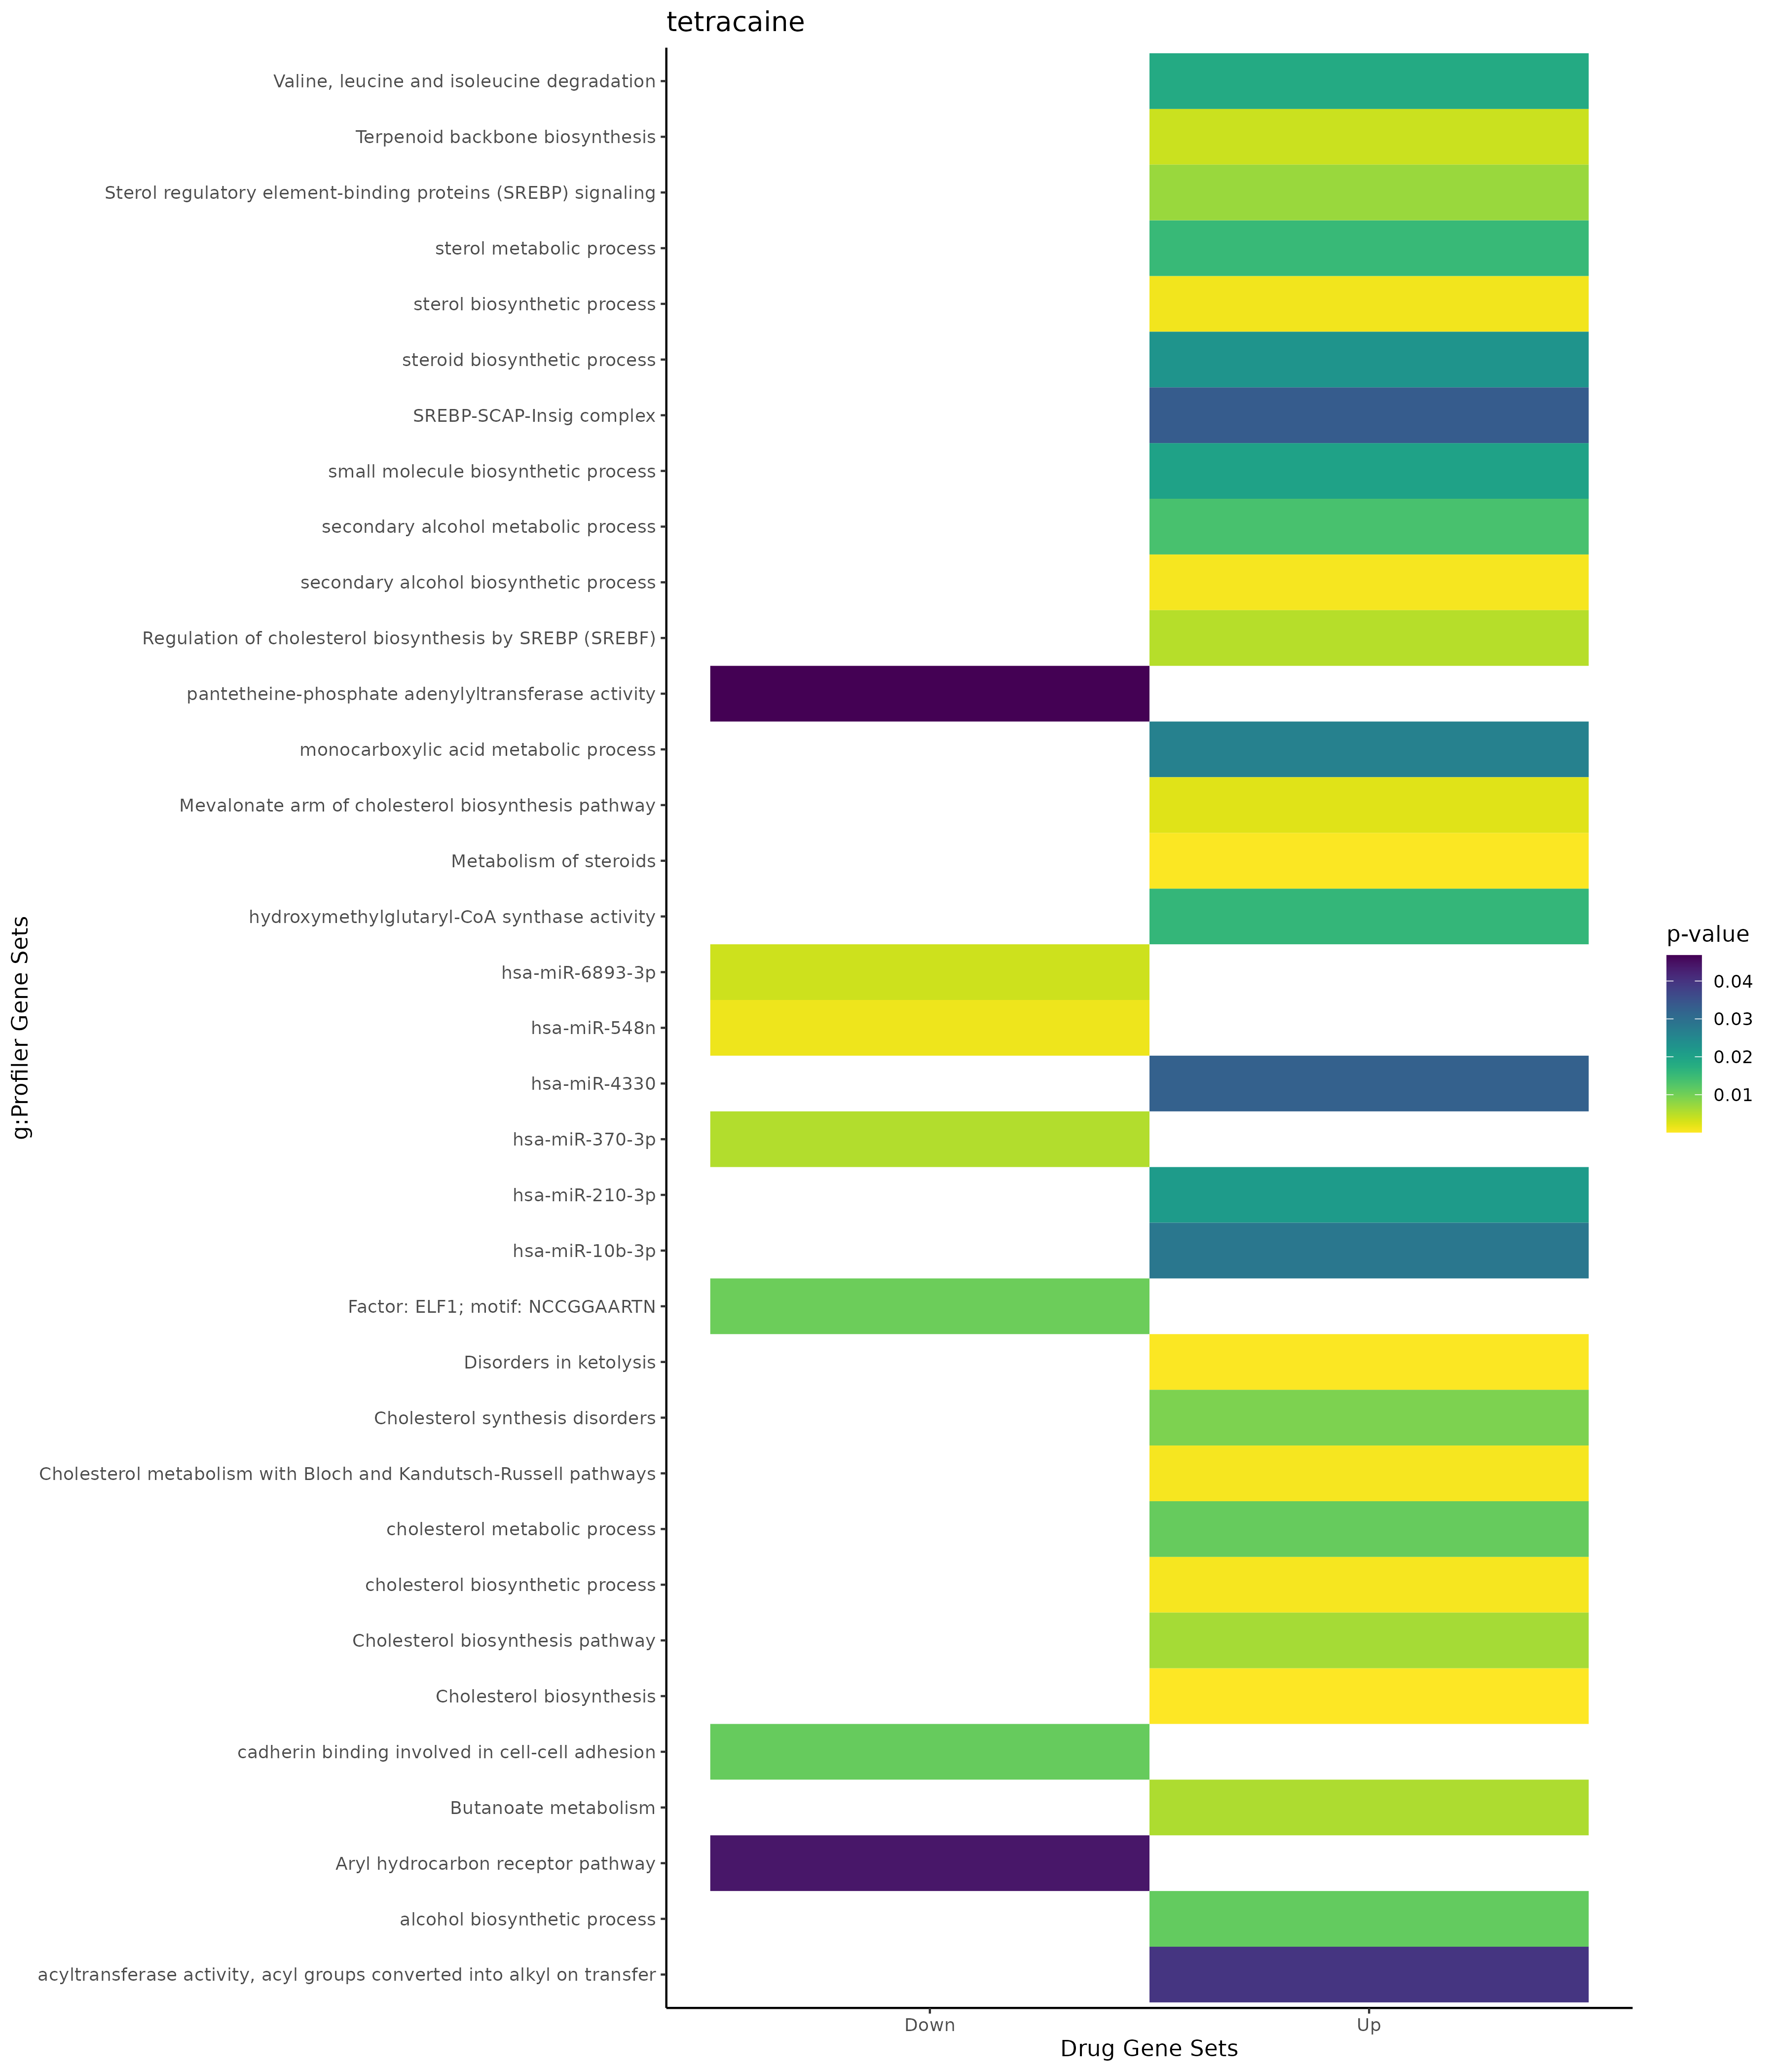 tetracaine
Valine, leucine and isoleucine degradation
Terpenoid backbone biosynthesis
Sterol regulatory element-binding proteins (SREBP) signaling
sterol metabolic process
sterol biosynthetic process
steroid biosynthetic process
SREBP-SCAP-Insig complex
small molecule biosynthetic process
secondary alcohol metabolic process
secondary alcohol biosynthetic process
Regulation of cholesterol biosynthesis by SREBP (SREBF)
pantetheine-phosphate adenylyltransferase activity
monocarboxylic acid metabolic process
Mevalonate arm of cholesterol biosynthesis pathway
Metabolism of steroids
hydroxymethylglutaryl-CoA synthase activity
hsa-miR-6893-3p
hsa-miR-548n
hsa-miR-4330
hsa-miR-370-3p
hsa-miR-210-3p
hsa-miR-10b-3p
Factor: ELF1; motif: NCCGGAARTN
Disorders in ketolysis
Cholesterol synthesis disorders
Cholesterol metabolism with Bloch and Kandutsch-Russell pathways
cholesterol metabolic process
cholesterol biosynthetic process
Cholesterol biosynthesis pathway
Cholesterol biosynthesis
cadherin binding involved in cell-cell adhesion
Butanoate metabolism
Aryl hydrocarbon receptor pathway
alcohol biosynthetic process
acyltransferase activity, acyl groups converted into alkyl on transfer
g:Profiler Gene Sets
Down
Up
Drug Gene Sets
p-value
0.04
0.03
0.02
0.01